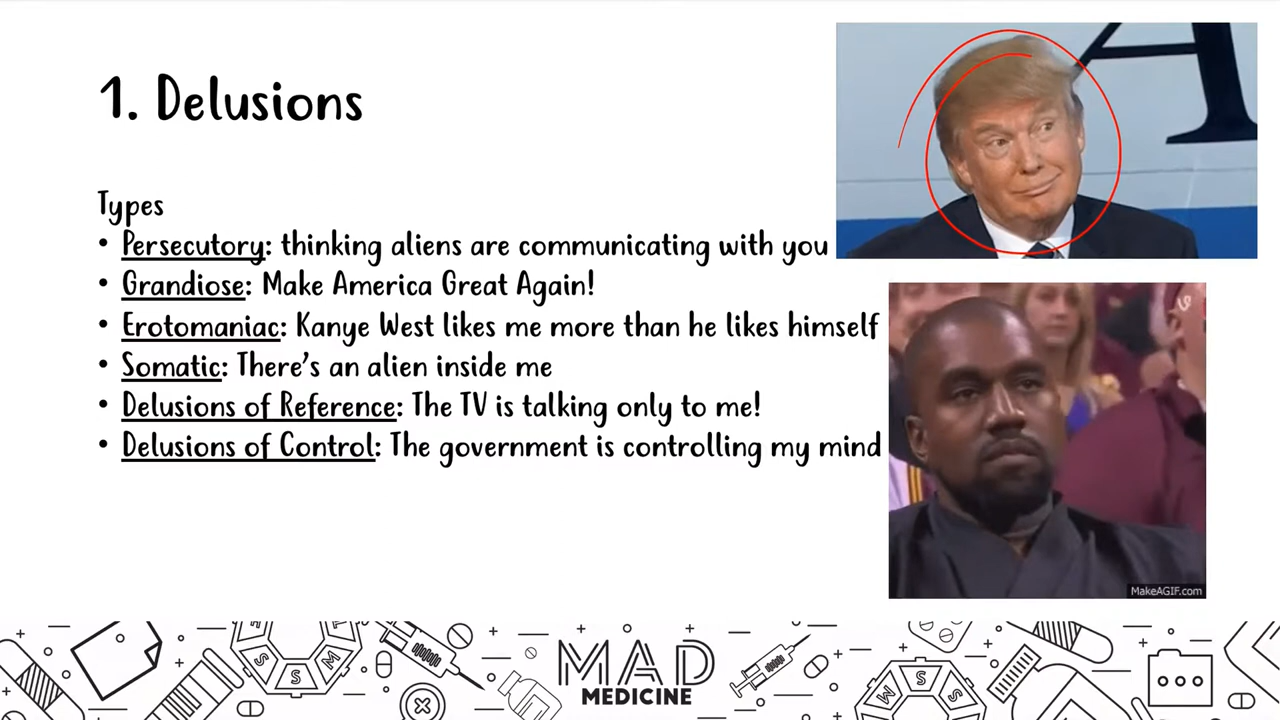 1. Delusions
Types
• Persecutory: thinking aliens are communicating with you
• Grandiose: Make America Great Again!
• Erotomaniac: Kanye West likes me more than he likes himself
• Somatic: There's an alien inside me
• Delusions of Reference: The TV is talking only to me!
• Delusions of Control: The government is controlling my mind
A
MakeAGIF.com
S
S
M
MAD
MEDICINE
M
S
S